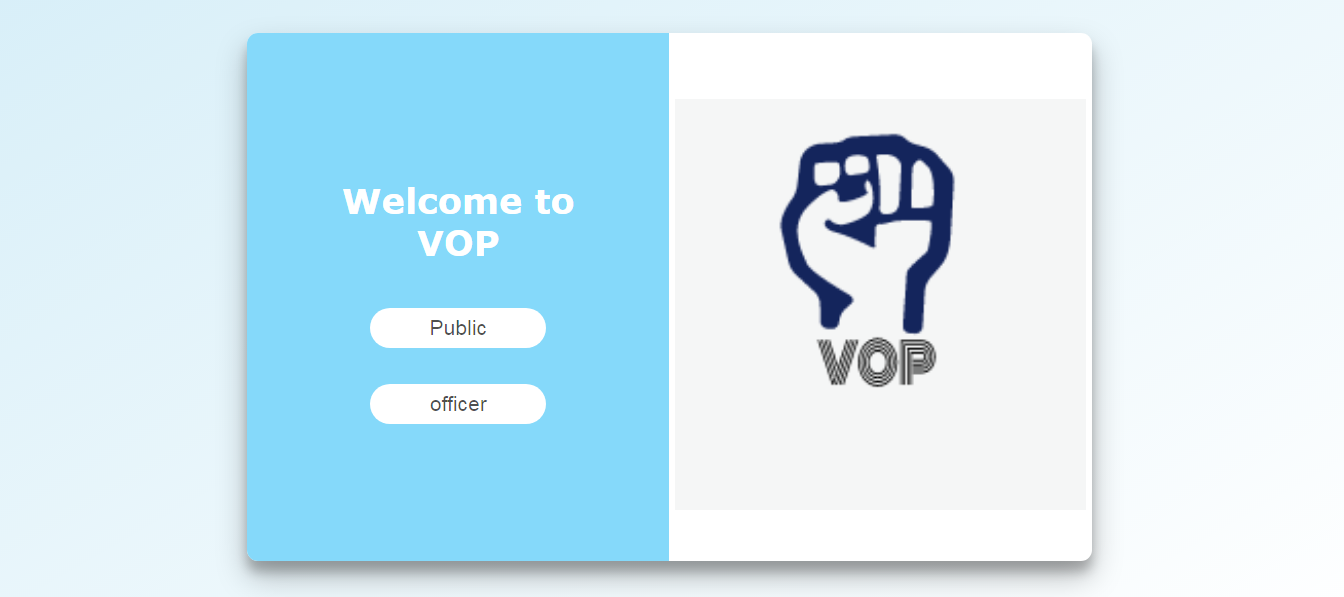 Welcome to
VOP
Public
officer
VOP